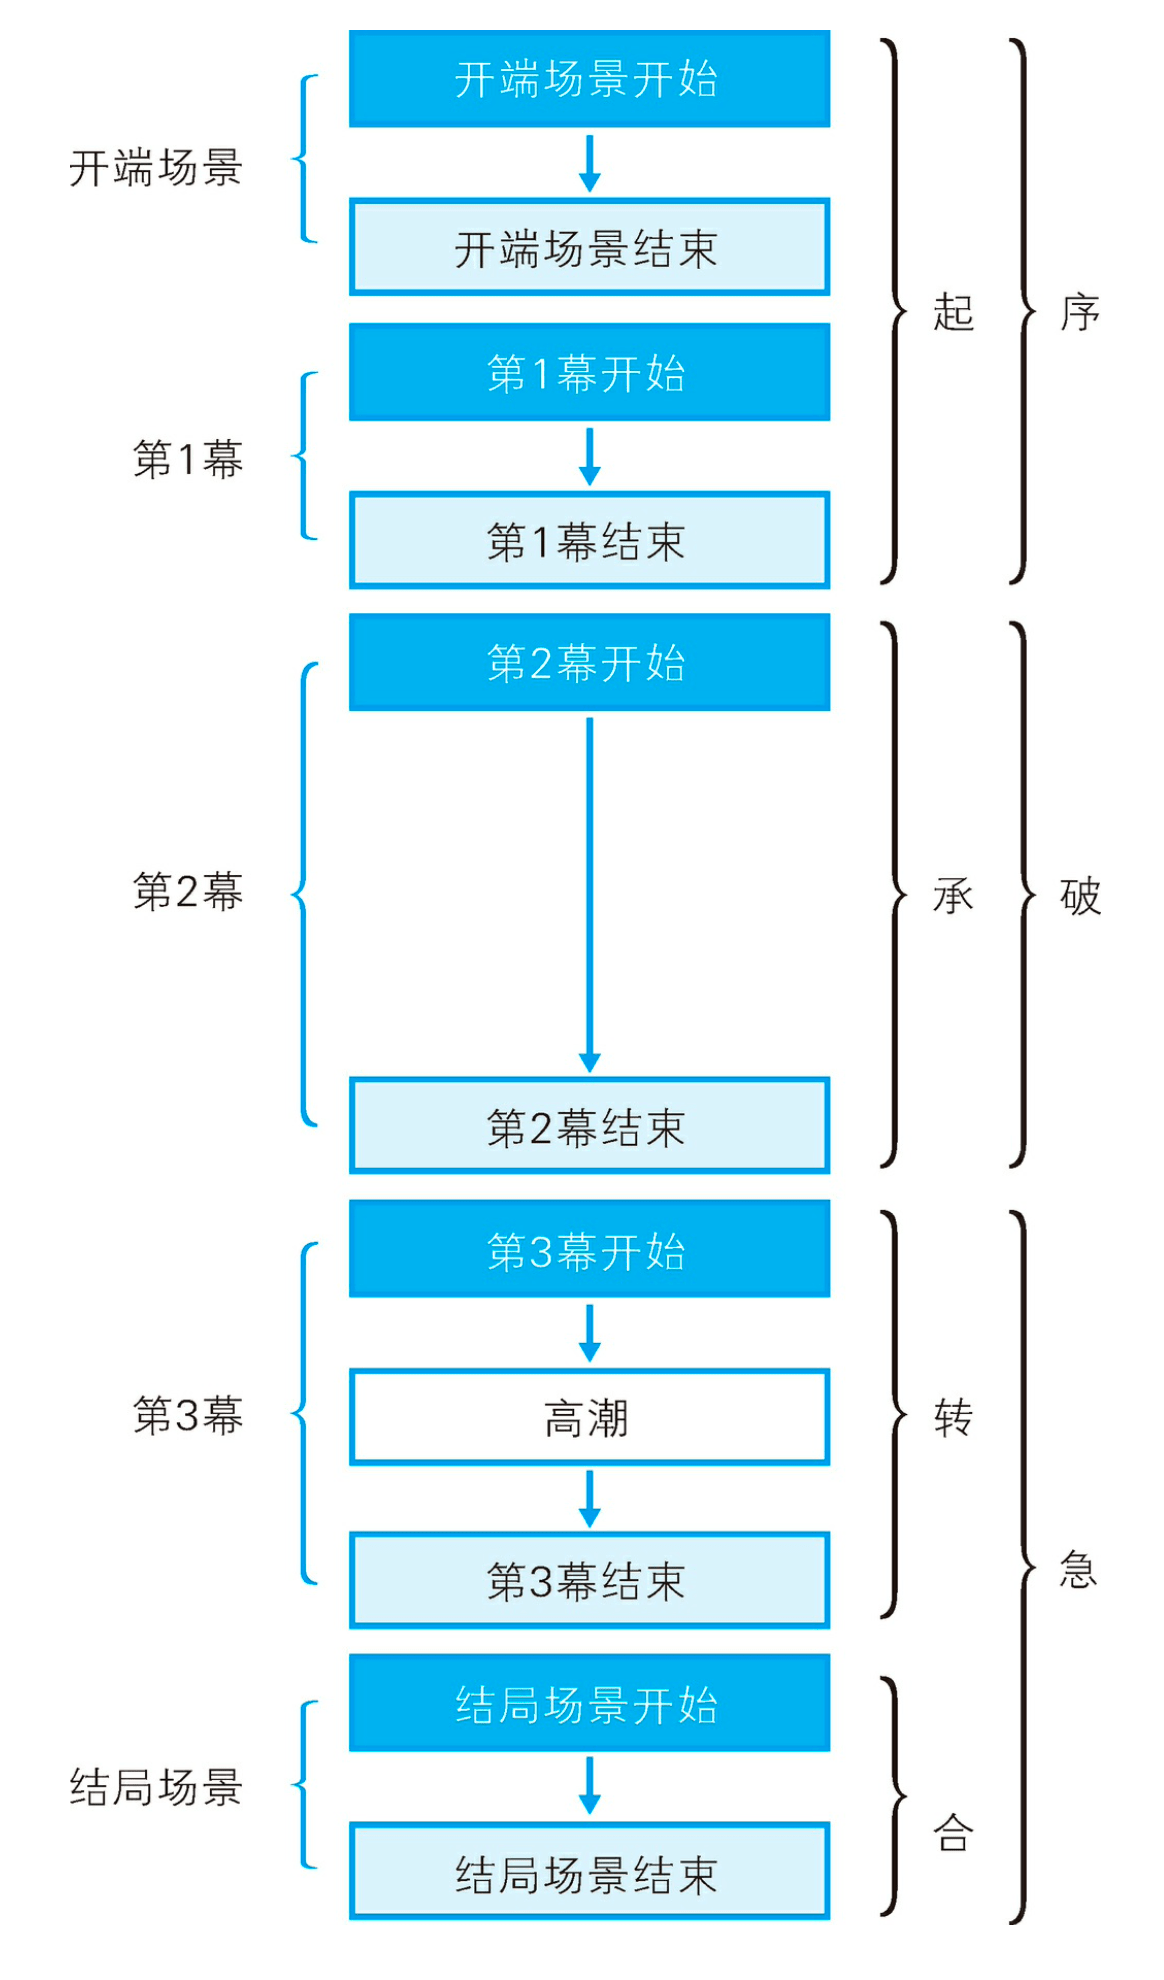 开端场景开始
开端场景
开端场景结束
起
序
第1幕开始
第1幕
第1幕结束
第2幕开始
第2幕
承
破
第2幕结束
第3幕开始
第3幕
高潮
转
第3幕结束
急
结局场景开始
结局场景
合
结局场景结束